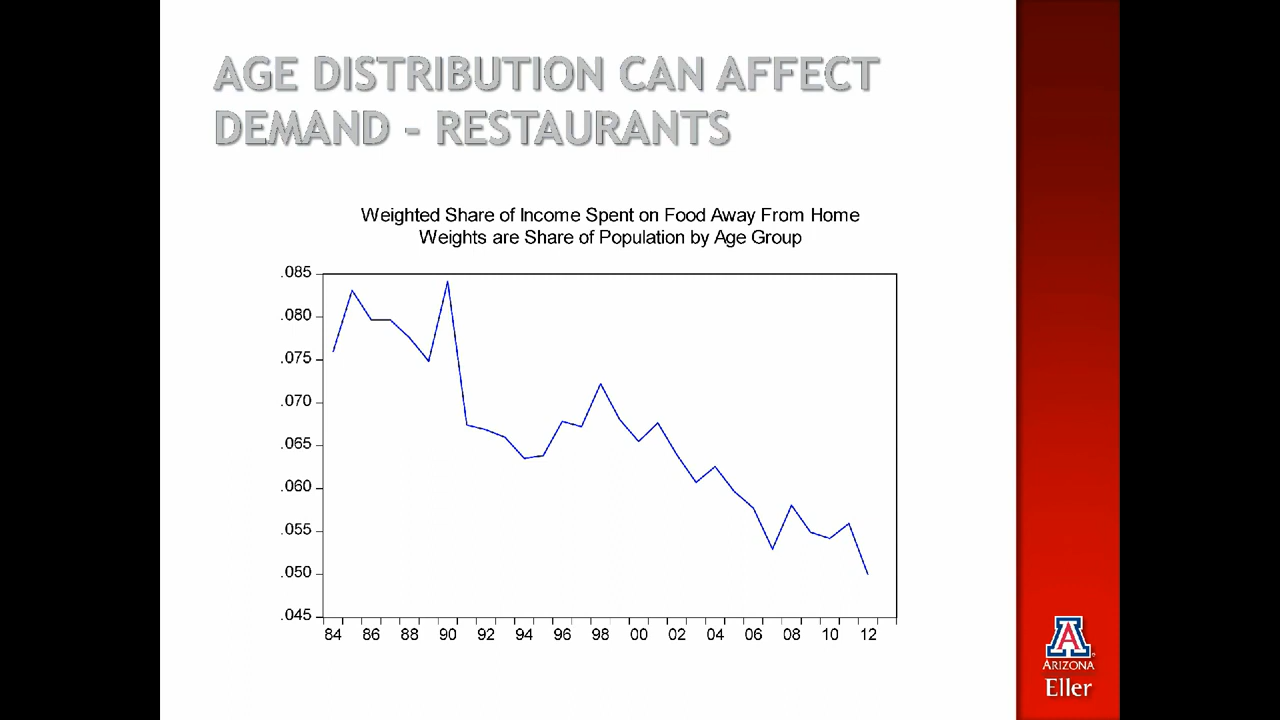 AGE DISTRIBUTION CAN AFFECT
DEMAND - RESTAURANTS
Weighted Share of Income Spent on Food Away From Home
Weights are Share of Population by Age Group
.085
.080
.075
.070
.065
.060
.055
.050
.045
84 86 88 90 92 94 96 98 00 02 04 06 08 10 12
A
ARIZONA
Eller